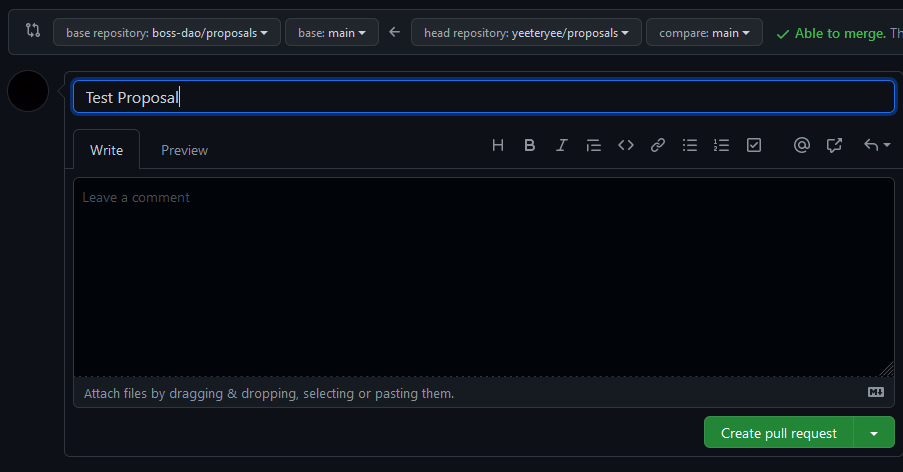 base repository: boss-dao/proposals base: main head repository: yeeteryee/proposals compare: main Able to merge. Th
Test Proposal
Write Preview
Leave a comment
Attach files by dragging & dropping, selecting or pasting them.
Create pull request